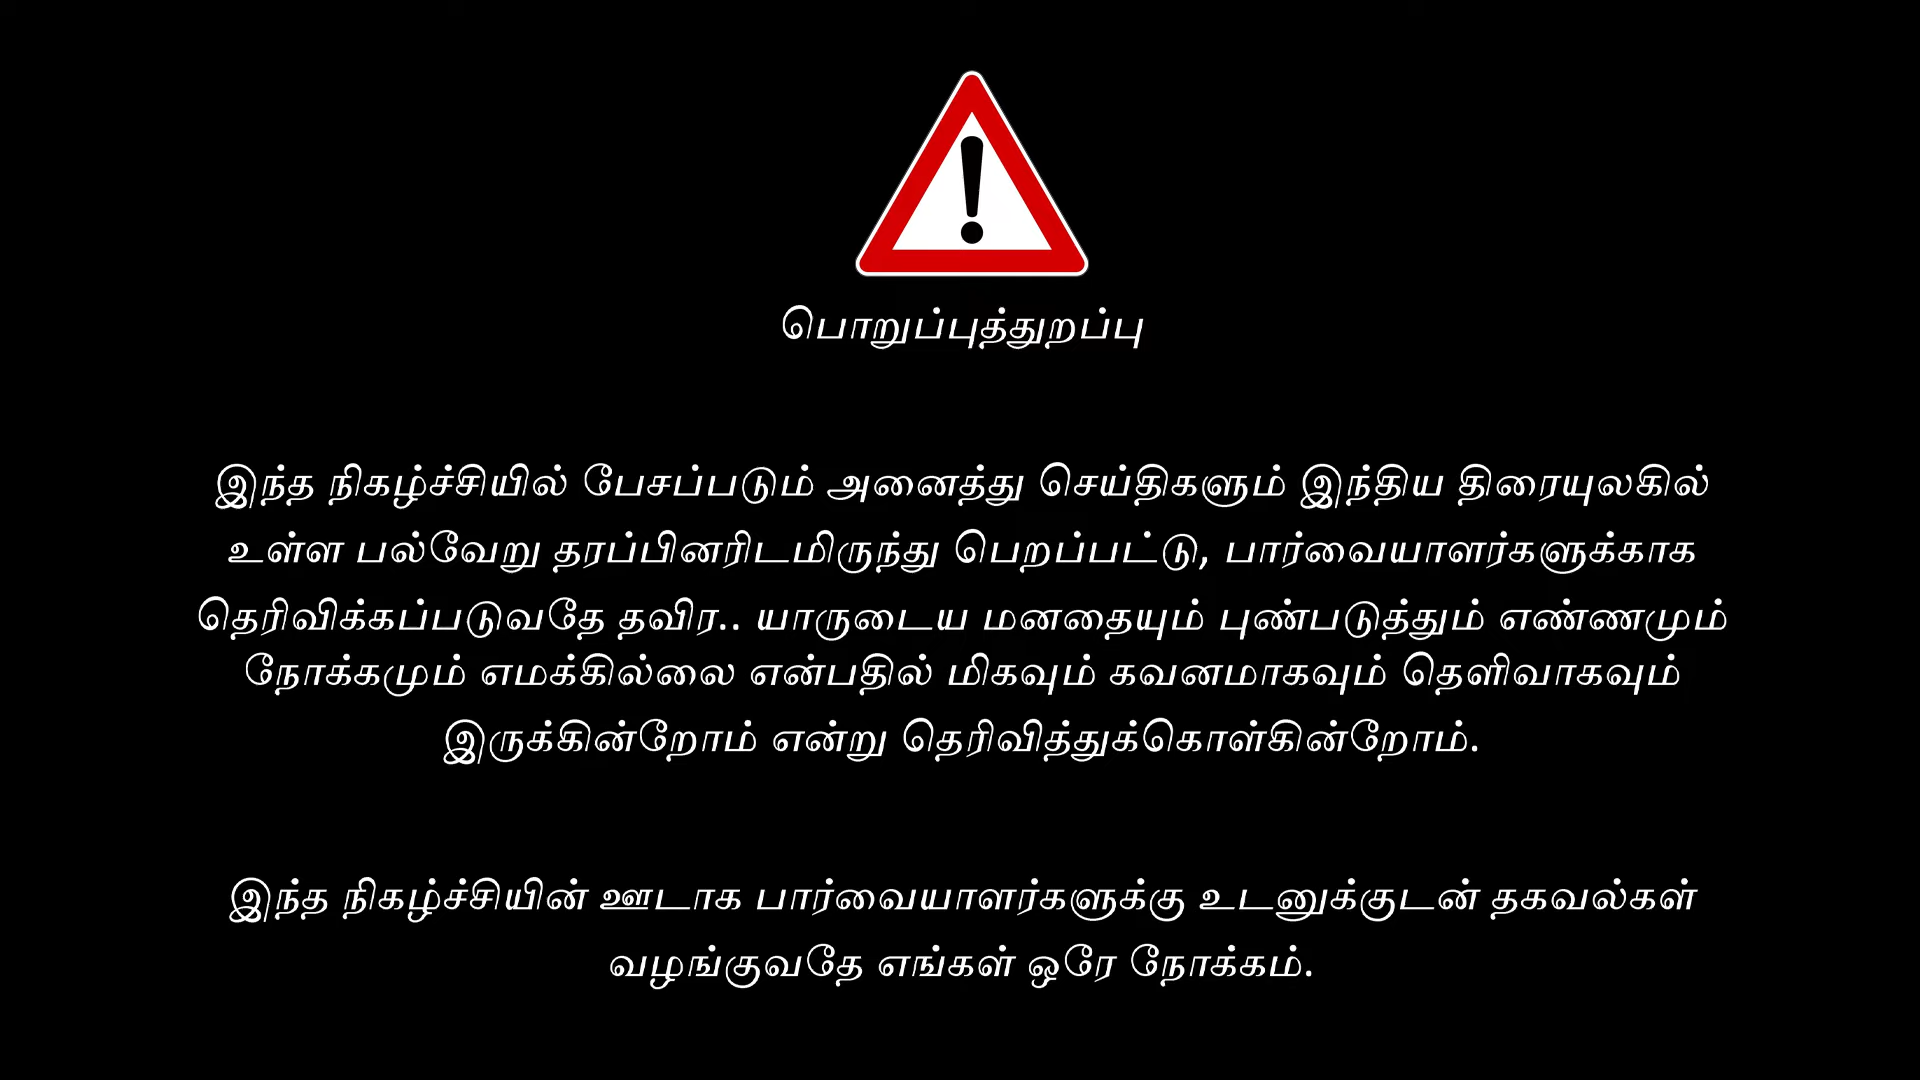 பொறுப்புத்துறப்பு
இந்த நிகழ்ச்சியில் பேசப்படும் அனைத்து செய்திகளும் இந்திய திரையுலகில்
உள்ள பல்வேறு தரப்பினரிடமிருந்து பெறப்பட்டு, பார்வையாளர்களுக்காக
தெரிவிக்கப்படுவதே தவிர.. யாருடைய மனதையும் புண்படுத்தும் எண்ணமும்
நோக்கமும் எமக்கில்லை என்பதில் மிகவும் கவனமாகவும் தெளிவாகவும்
இருக்கின்றோம் என்று தெரிவித்துக்கொள்கின்றோம்.
இந்த நிகழ்ச்சியின் ஊடாக பார்வையாளர்களுக்கு உடனுக்குடன் தகவல்கள்
வழங்குவதே எங்கள் ஒரே நோக்கம்.